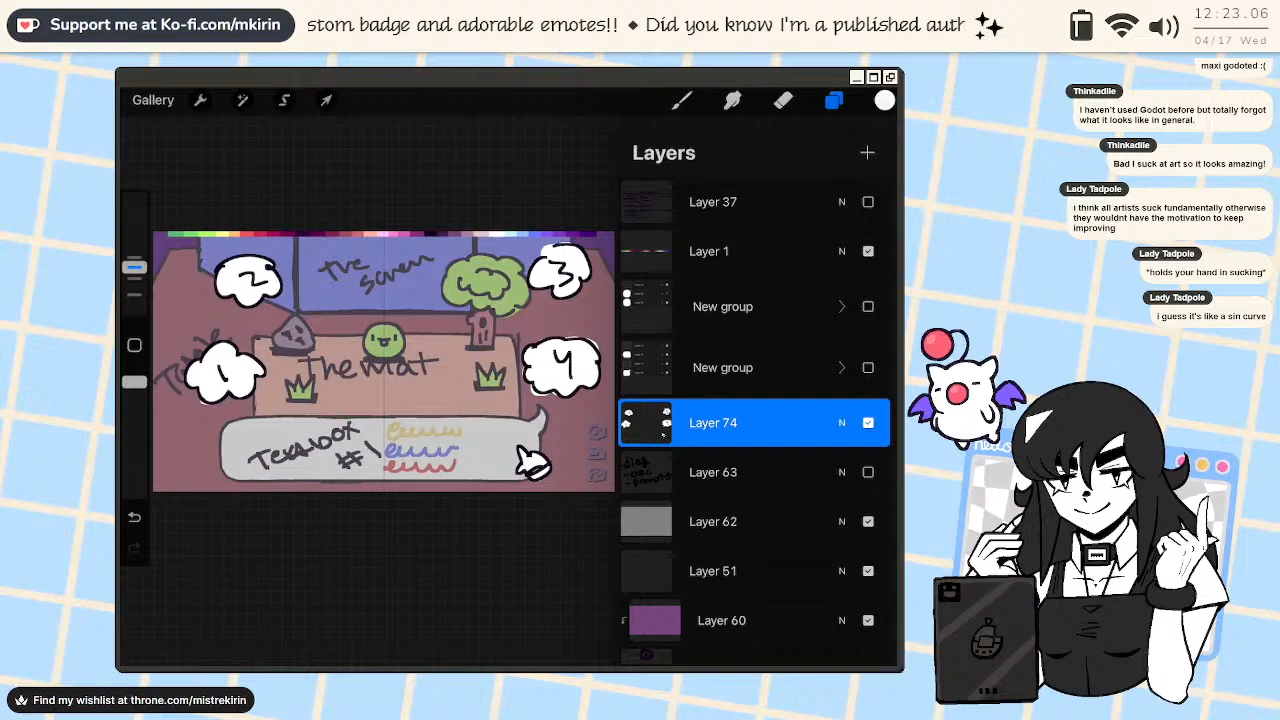 Support me at Ko-fi.com/mkirin
stom badge and adorable emotes!! ◆ Did you know I'm a published auth
12:23.06
04/17 Wed
maxi godoted :(
Thinkadile
I haven't used Godot before but totally forgot
what it looks like in general.
Thinkadile
Bad I suck at art so it looks amazing!
Lady Tadpole
i think all artists suck fundamentally otherwise
they wouldnt have the motivation to keep
improving
Lady Tadpole
*holds your hand in sucking*
Lady Tadpole
i guess it's like a sin curve
Gallery
Layers
Layer 37
N
Layer 1
N
New group
New group
Layer 74
N
Layer 63
N
Layer 62
N
Layer 51
N
Layer 60
N
2
the
screen
3
1
The Mat
4
TEXTBOX
Find my wishlist at throne.com/mistrekirin